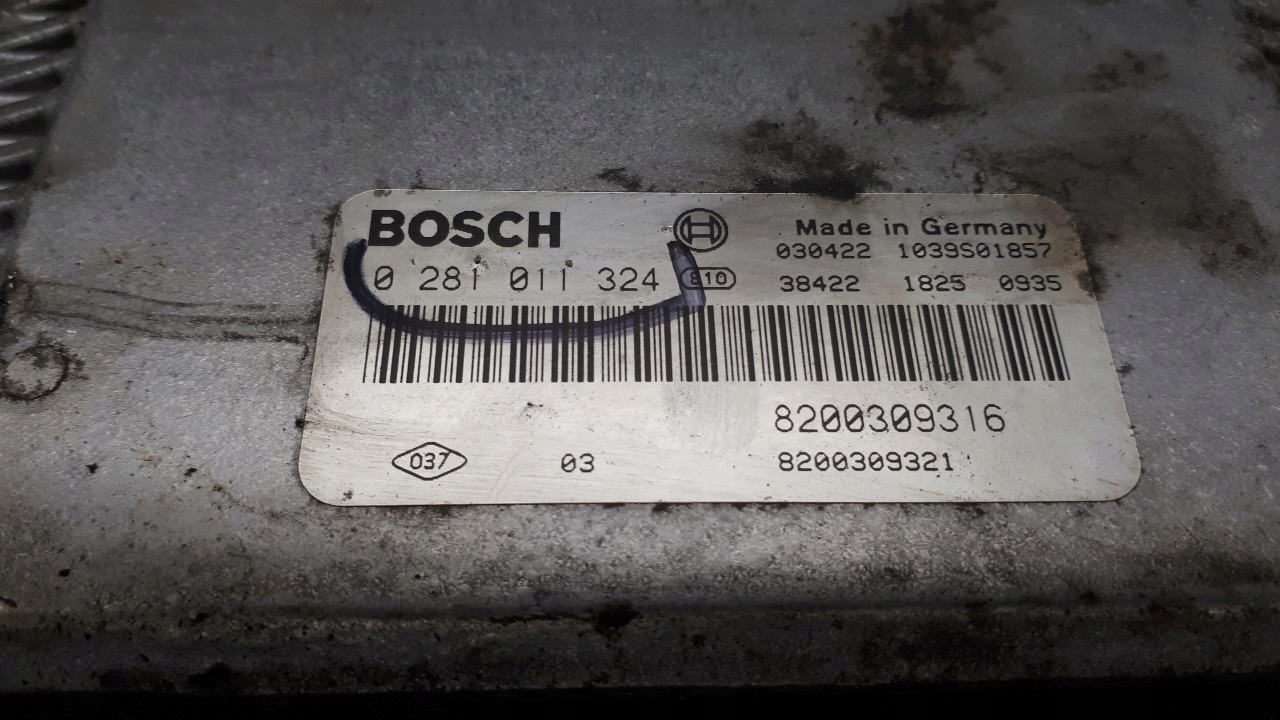 BOSCH
Made in Germany
030422 1039S01857
0 281 011 324 810
38422 1825 0935
8200309316
037 03 8200309321